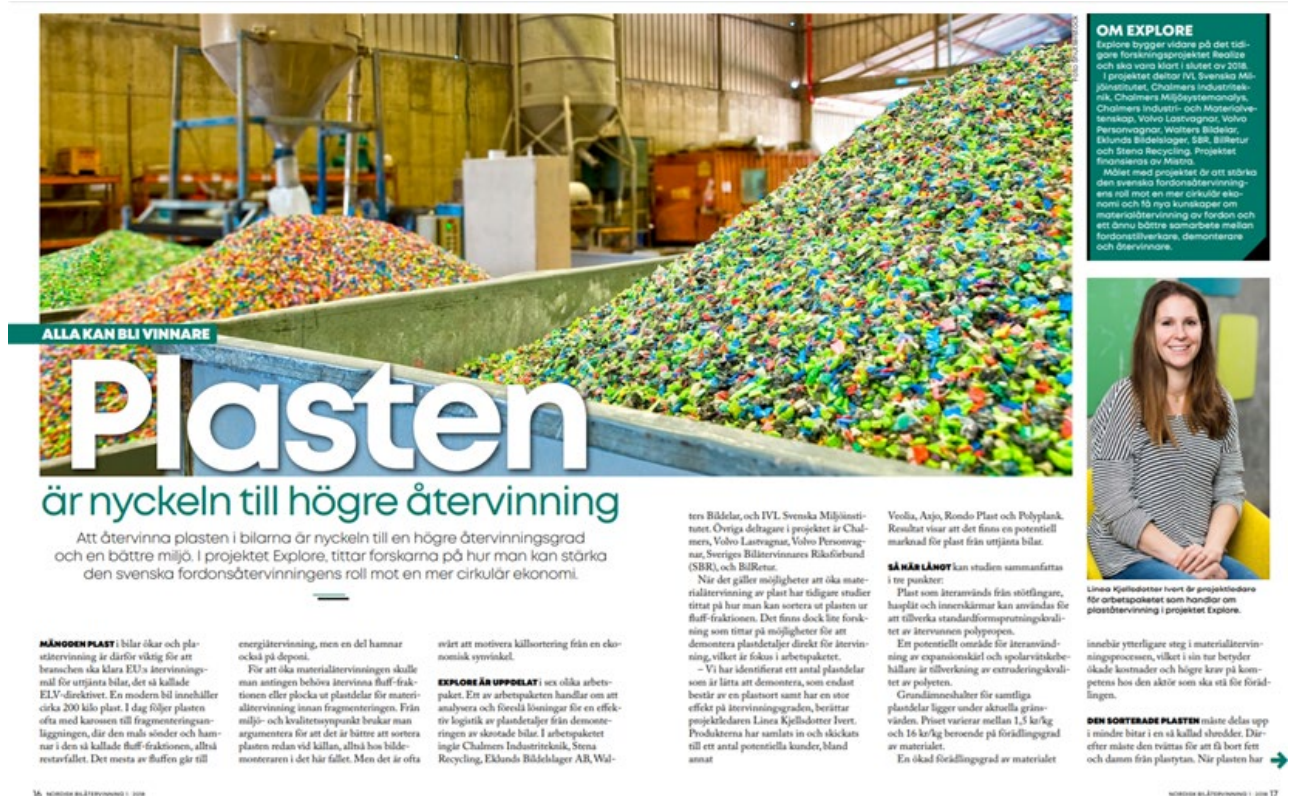 ALLA KAN BLI VINNARE
Plasten
är nyckeln till högre återvinning
Att återvinna plasten i bilarna är nyckeln till en högre återvinningsgrad
och en bättre miljö. I projektet Explore, tittar forskarna på hur man kan stärka
den svenska fordonsåtervinningens roll mot en mer cirkulär ekonomi.
MÄNGDEN PLAST i bilar ökar och pla-
ståtervinning är därför viktig för att
branschen ska klara EU:s återvinnings-
mål för uttjänta bilar, det så kallade
ELV-direktivet. En modern bil innehåller
cirka 200 kilo plast. I dag följer plasten
ofta med karossen till fragmenteringsan-
läggningen, där den mals sönder och ham-
nar i den så kallade fluff-fraktionen, alltså
restavfallet. Det mesta av fluffen går till
energiåtervinning, men en del hamnar
också på deponi.
För att öka materialåtervinningen skulle
man antingen behöva återvinna fluff-frak-
tionen eller plocka ut plastdelar för materi-
alåtervinning innan fragmenteringen. Från
miljö- och kvalitetsynpunkt brukar man
argumentera för att det är bättre att sortera
plasten redan vid källan, alltså hos bilde-
monteraren i det här fallet. Men det är ofta
svårt att motivera källsortering från en eko-
nomisk synvinkel.
EXPLORE ÄR UPPDELAT i sex olika arbets-
paket. Ett av arbetspaketen handlar om att
analysera och föreslå lösningar för en effek-
tiv logistik av plastdetaljer från demonte-
ringen av skrotade bilar. I arbetspaketet
ingår Chalmers Industriteknik, Stena
Recycling, Eklunds Bildelslager AB, Wal-
ters Bildelar, och IVL Svenska Miljöinsti-
tutet. Övriga deltagare i projektet är Chal-
mers, Volvo Lastvagnar, Volvo Personvag-
nar, Sveriges Bilåtervinnares Riksförbund
(SBR), och BilRetur.
När det gäller möjligheter att öka mate-
rialåtervinning av plast har tidigare studier
tittat på hur man kan sortera ut plasten ur
fluff-fraktionen. Det finns dock lite forsk-
ning som tittar på möjligheter för att
demontera plastdetaljer direkt för återvin-
ning, vilket är fokus i arbetspaketet.
– Vi har identifierat ett antal plastdelar
som är lätta att demontera, som endast
består av en plastsort samt har en stor
effekt på återvinningsgraden, berättar
projektledaren Linea Kjellsdotter Ivert.
Produkterna har samlats in och skickats
till ett antal potentiella kunder, bland
annat
Veolia, Axjo, Rondo Plast och Polyplank.
Resultat visar att det finns en potentiell
marknad för plast från uttjänta bilar.
SÅ HÄR LÅNGT kan studien sammanfattas
i tre punkter:
Plast som återanvänds från stötfångare,
hasplåt och innerskärmar kan användas för
att tillverka standardformsprutningskvali-
tet av återvunnen polypropen.
Ett potentiellt område för återanvänd-
ning av expansionskärl och spolarvätskebe-
hållare är tillverkning av extruderingskvali-
tet av polyeten.
Grundämneshalter för samtliga
plastdelar ligger under aktuella gräns-
värden. Priset varierar mellan 1,5 kr/kg
och 16 kr/kg beroende på förädlingsgrad
av materialet.
En ökad förädlingsgrad av materialet
innebär ytterligare steg i materialåtervin-
ningsprocessen, vilket i sin tur betyder
ökade kostnader och högre krav på kom-
petens hos den aktör som ska stå för föräd-
lingen.
DEN SORTERADE PLASTEN måste delas upp
i mindre bitar i en så kallad shredder. Där-
efter måste den tvättas för att få bort fett
och damm från plastytan. När plasten har
OM EXPLORE
Explore bygger vidare på det tidi-
gare forskningsprojektet Realize
och ska vara klart i slutet av 2018.
I projektet deltar IVL Svenska Mil-
jöinstitutet, Chalmers Industritek-
nik, Chalmers Miljösystemanalys,
Chalmers Industri- och Materialve-
tenskap, Volvo Lastvagnar, Volvo
Personvagnar, Walters Bildelar,
Eklunds Bildelslager, SBR, BilRetur
och Stena Recycling. Projektet
finansieras av Mistra.
Målet med projektet är att stärka
den svenska fordonsåtervinning-
ens roll mot en mer cirkulär eko-
nomi och få nya kunskaper om
materialåtervinning av fordon och
ett ännu bättre samarbete mellan
fordonstillverkare, demonterare
och återvinnare.
Linea Kjellsdotter Ivert är projektledare
för arbetspaketet som handlar om
plaståtervinning i projektet Explore.
16 NORDISK BILÅTERVINNING 1 · 2018
NORDISK BILÅTERVINNING 1 · 2018 17